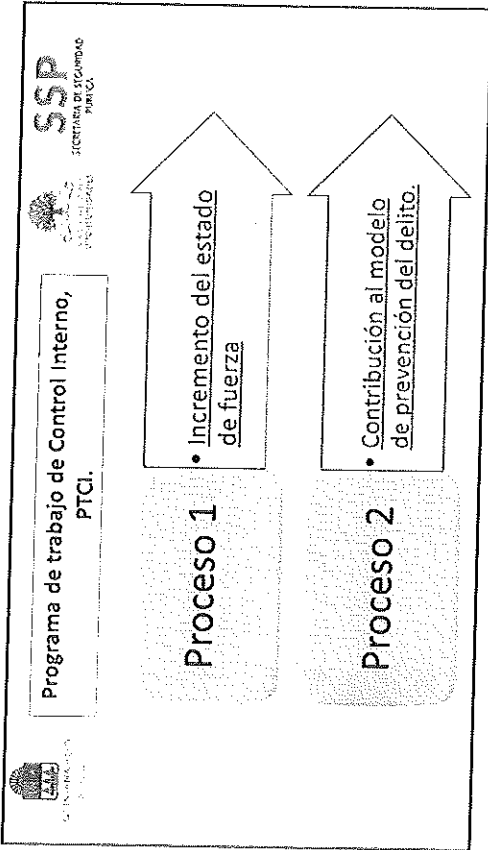 SSP
SECRETARÍA DE SEGURIDAD
PÚBLICA
Programa de trabajo de Control Interno,
PTCI.
Proceso 1
• Incremento del estado
de fuerza
Proceso 2
• Contribución al modelo
de prevención del delito.